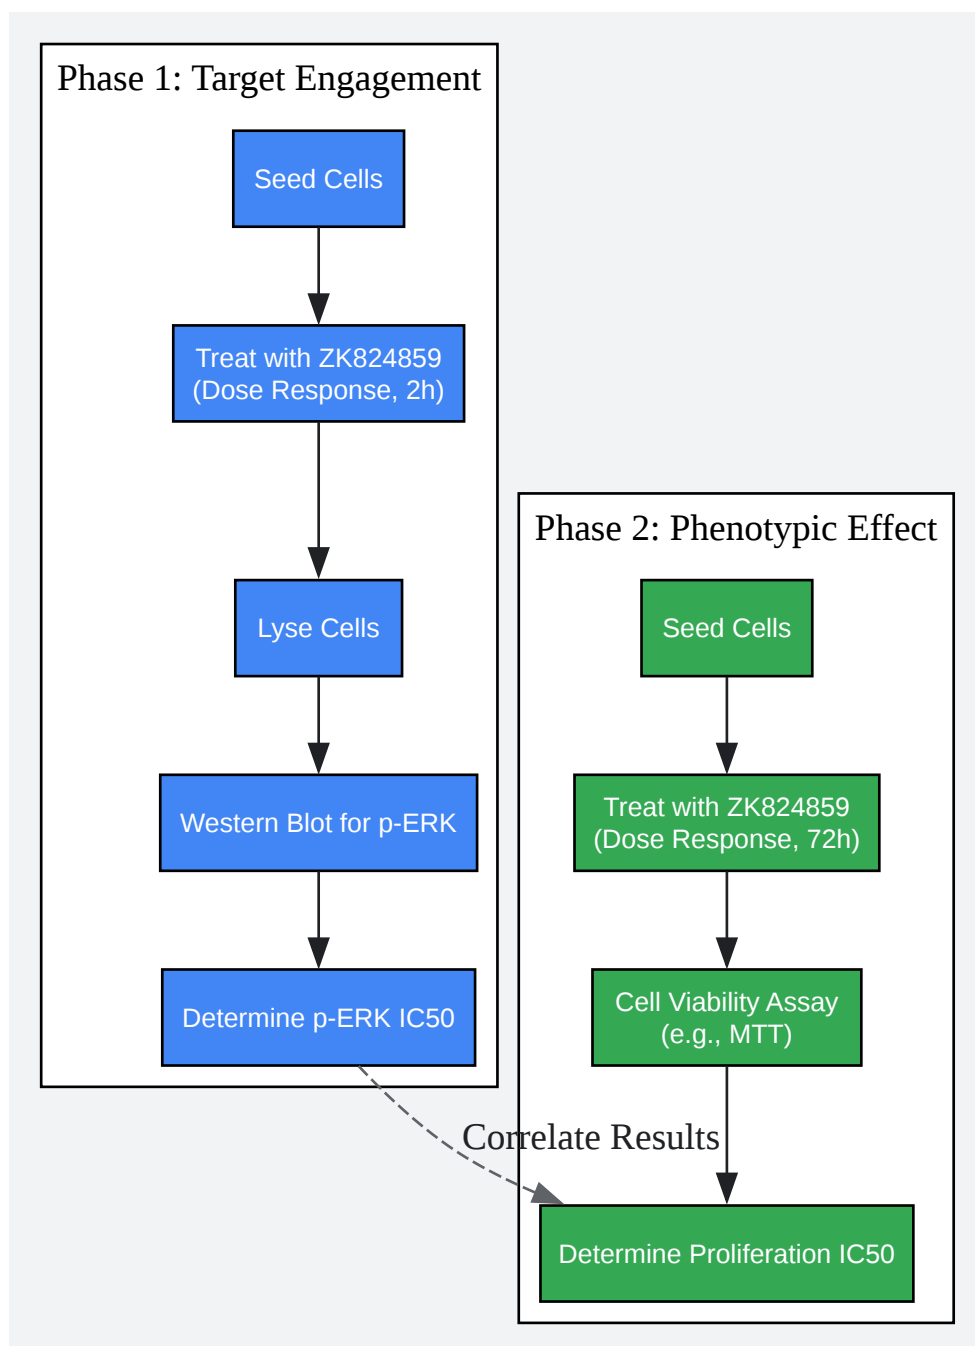 Phase 1: Target Engagement
Seed Cells
Treat with ZK824859
(Dose Response, 2h)
Lyse Cells
Western Blot for p-ERK
Determine p-ERK IC50
Phase 2: Phenotypic Effect
Seed Cells
Treat with ZK824859
(Dose Response, 72h)
Cell Viability Assay
(e.g., MTT)
Correlate Results
Determine Proliferation IC50